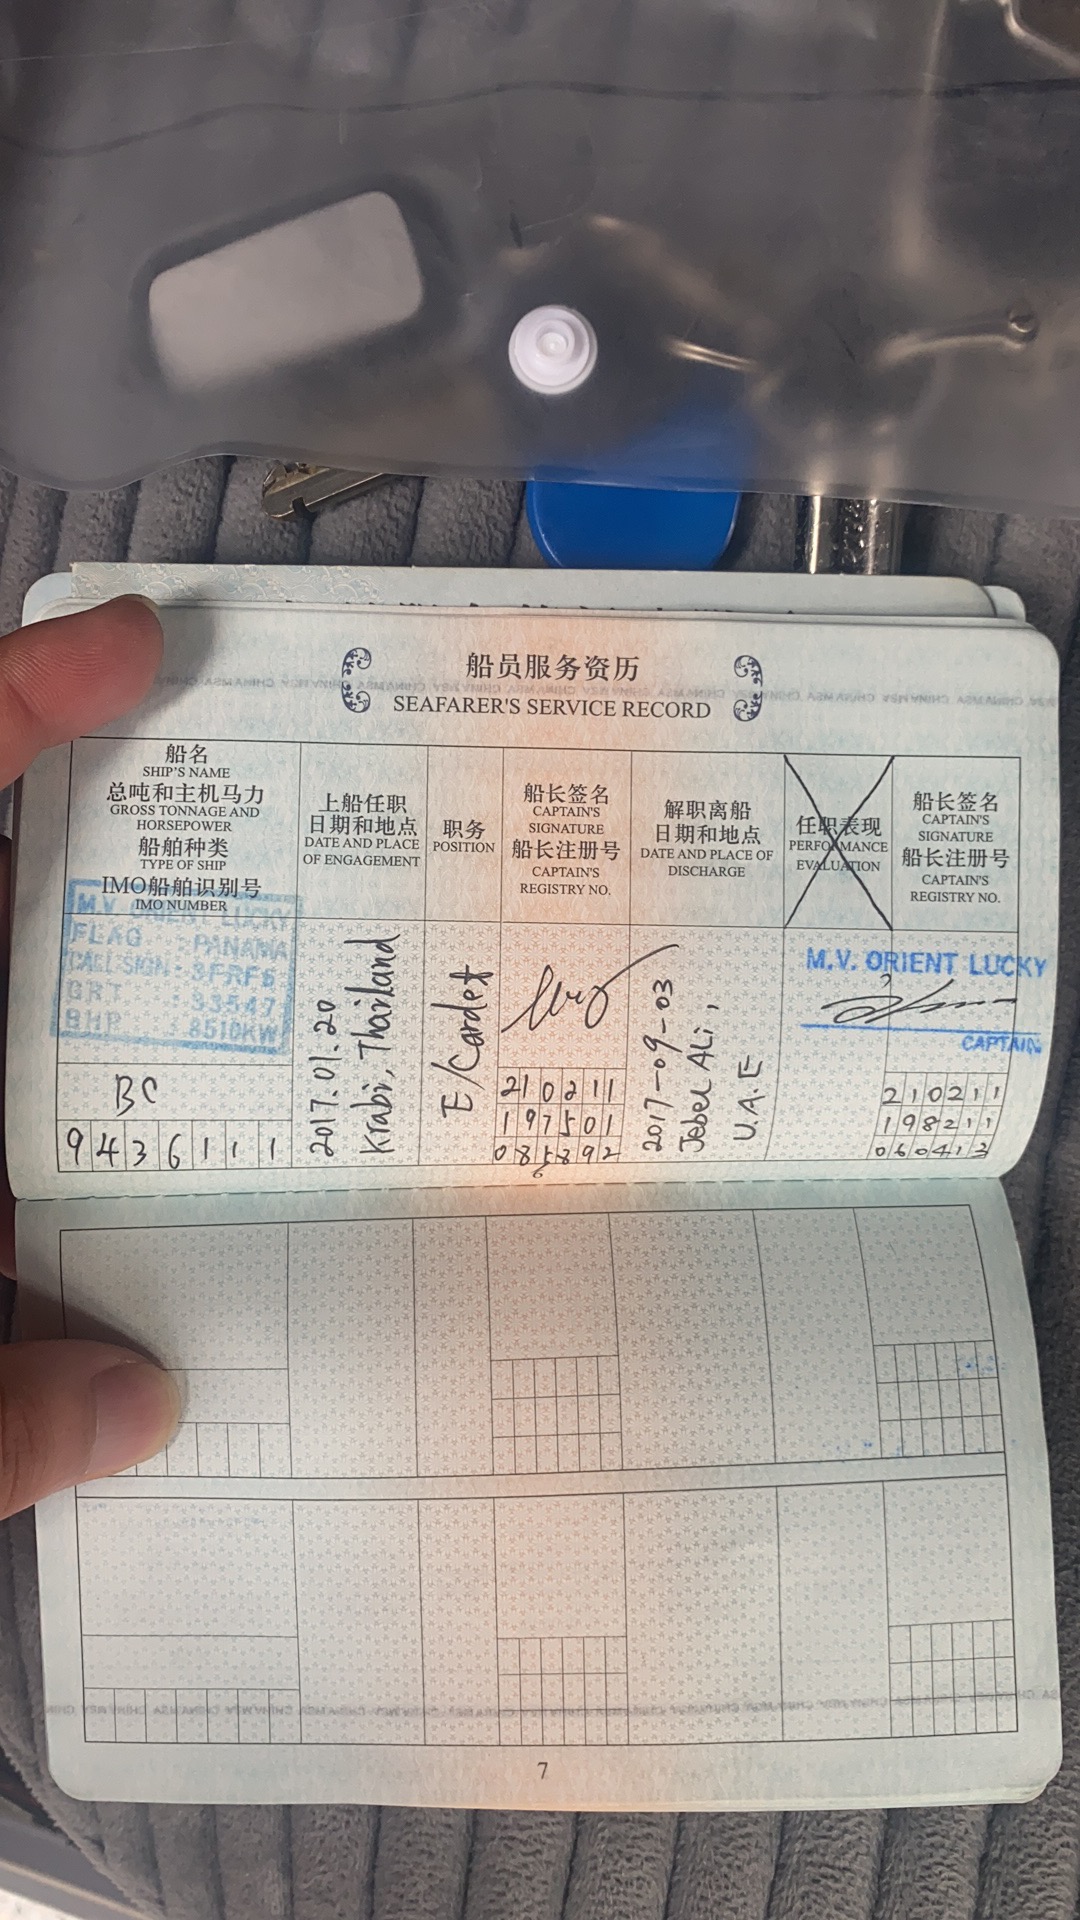 船员服务资历
SEAFARER'S SERVICE RECORD
船名
SHIP'S NAME
总吨和主机马力
GROSS TONNAGE AND
HORSEPOWER
船舶种类
TYPE OF SHIP
IMO船舶识别号
IMO NUMBER
上船任职
日期和地点
DATE AND PLACE
OF ENGAGEMENT
职务
POSITION
船长签名
CAPTAIN'S
SIGNATURE
船长注册号
CAPTAIN'S
REGISTRY NO.
解职离船
日期和地点
DATE AND PLACE OF
DISCHARGE
任职表现
PERFORMANCE
EVALUATION
船长签名
CAPTAIN'S
SIGNATURE
船长注册号
CAPTAIN'S
REGISTRY NO.
M.V. ORIENT LUCKY
FLAG : PANAMA
CALL SIGN : 3FRF6
GRT : 33547
BHP : 8510KW
BC
9436111
2017.01.20
Krabi, Thailand
E/Cardet
210211
197501
2017-09-03
Jebel ALi,
U.A.E
M.V. ORIENT LUCKY
CAPTAIN
210211
198211
060413
7